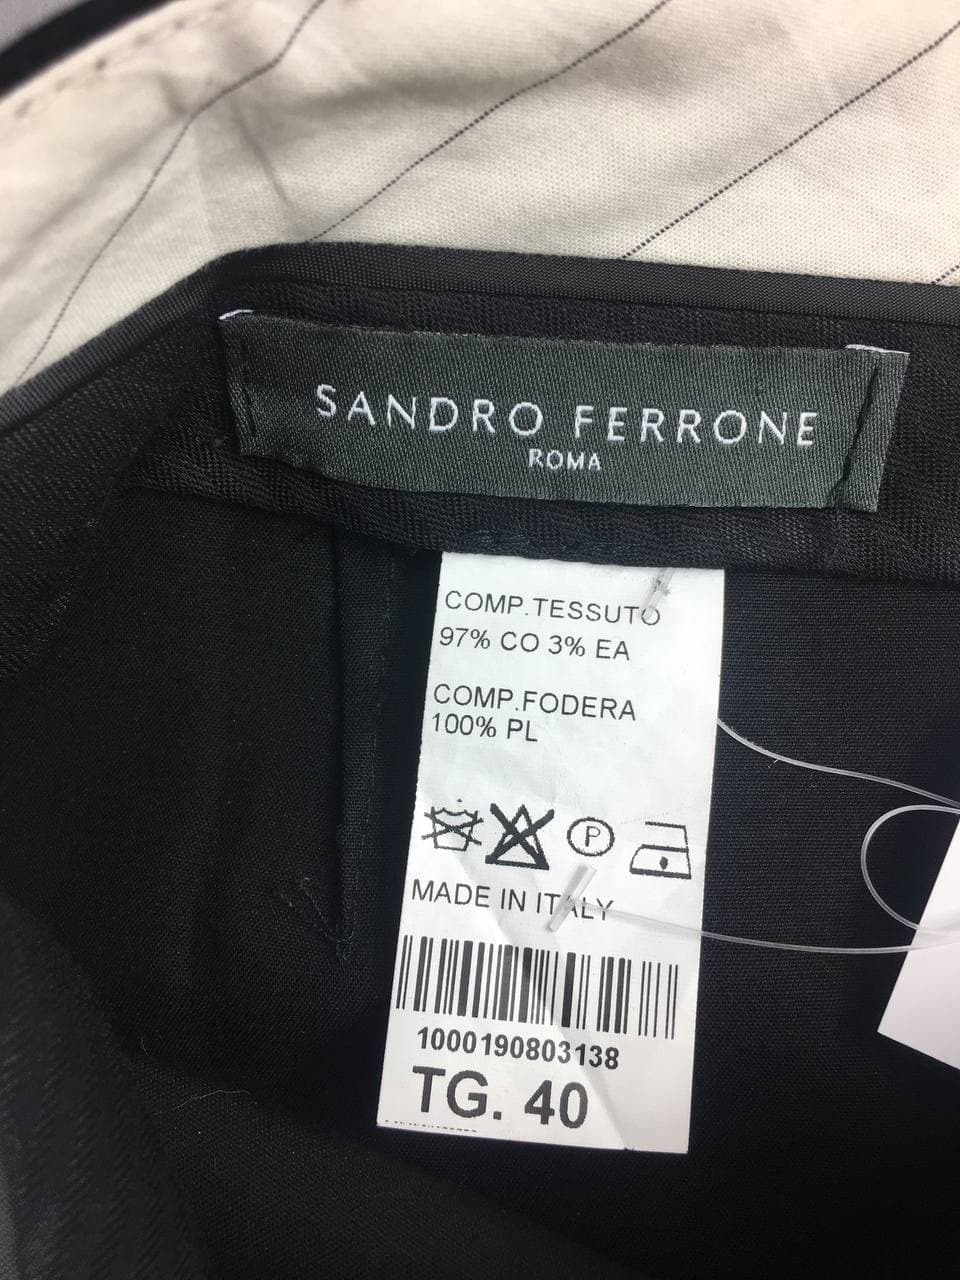 SANDRO FERRONE
ROMA
COMP.TESSUTO
97% CO 3% EA
COMP.FODERA
100% PL
P
MADE IN ITALY
1000190803138
TG. 40